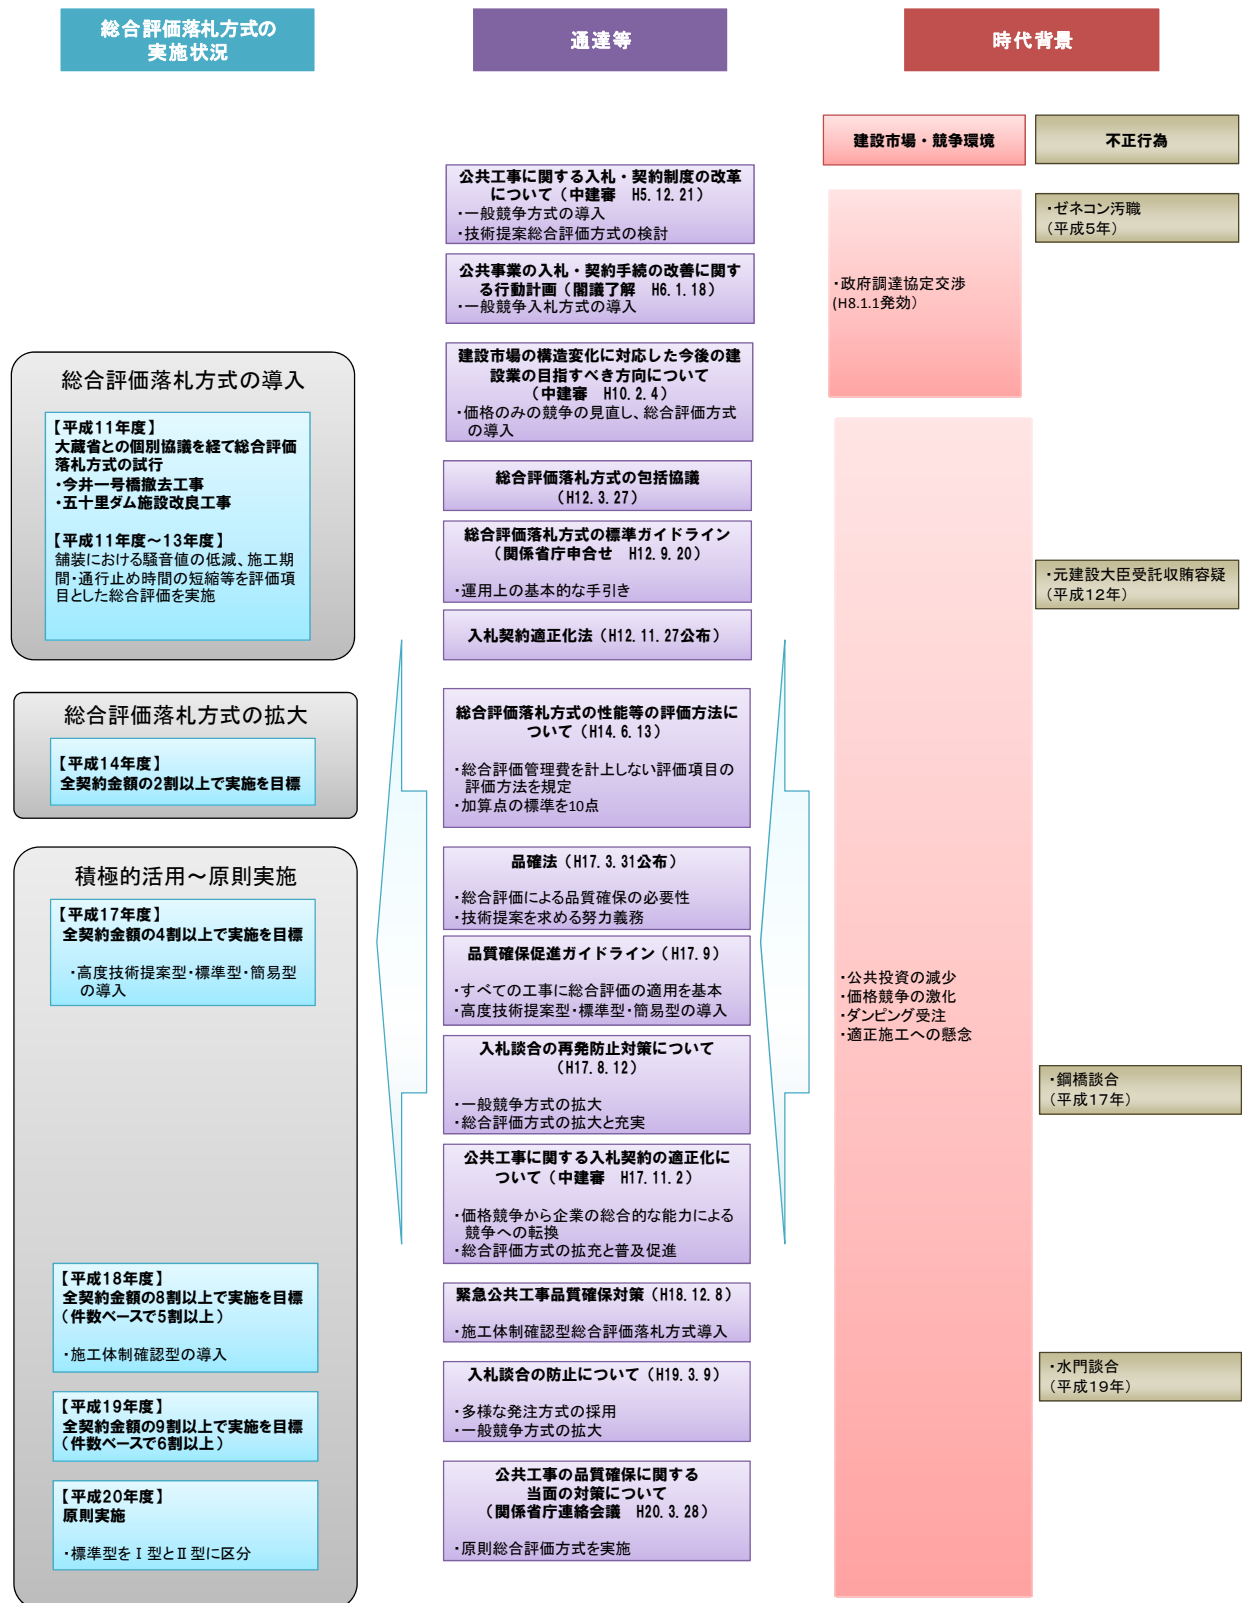 総合評価落札方式の
実施状況
通達等
時代背景
建設市場・競争環境
不正行為
公共工事に関する入札・契約制度の改革
について（中建審　H5.12.21）
・一般競争方式の導入
・技術提案総合評価方式の検討
公共事業の入札・契約手続の改善に関す
る行動計画（閣議了解　H6.1.18）
・一般競争入札方式の導入
建設市場の構造変化に対応した今後の建
設業の目指すべき方向について
（中建審　H10.2.4）
・価格のみの競争の見直し、総合評価方式
の導入
総合評価落札方式の包括協議
（H12.3.27）
総合評価落札方式の標準ガイドライン
（関係省庁申合せ　H12.9.20）
・運用上の基本的な手引き
入札契約適正化法（H12.11.27公布）
総合評価落札方式の性能等の評価方法に
ついて（H14.6.13）
・総合評価管理費を計上しない評価項目の
評価方法を規定
・加算点の標準を10点
品確法（H17.3.31公布）
・総合評価による品質確保の必要性
・技術提案を求める努力義務
品質確保促進ガイドライン（H17.9）
・すべての工事に総合評価の適用を基本
・高度技術提案型・標準型・簡易型の導入
入札談合の再発防止対策について
（H17.8.12）
・一般競争方式の拡大
・総合評価方式の拡大と充実
公共工事に関する入札契約の適正化に
ついて（中建審　H17.11.2）
・価格競争から企業の総合的な能力による
競争への転換
・総合評価方式の拡充と普及促進
緊急公共工事品質確保対策（H18.12.8）
・施工体制確認型総合評価落札方式導入
入札談合の防止について（H19.3.9）
・多様な発注方式の採用
・一般競争方式の拡大
公共工事の品質確保に関する
当面の対策について
（関係省庁連絡会議　H20.3.28）
・原則総合評価方式を実施
総合評価落札方式の導入
【平成11年度】
大蔵省との個別協議を経て総合評価
落札方式の試行
・今井一号橋撤去工事
・五十里ダム施設改良工事
【平成11年度～13年度】
舗装における騒音値の低減、施工期
間・通行止め時間の短縮等を評価項
目とした総合評価を実施
総合評価落札方式の拡大
【平成14年度】
全契約金額の2割以上で実施を目標
積極的活用～原則実施
【平成17年度】
全契約金額の4割以上で実施を目標
・高度技術提案型・標準型・簡易型
の導入
【平成18年度】
全契約金額の8割以上で実施を目標
（件数ベースで5割以上）
・施工体制確認型の導入
【平成19年度】
全契約金額の9割以上で実施を目標
（件数ベースで6割以上）
【平成20年度】
原則実施
・標準型をⅠ型とⅡ型に区分
・政府調達協定交渉
(H8.1.1発効）
・公共投資の減少
・価格競争の激化
・ダンピング受注
・適正施工への懸念
・ゼネコン汚職
（平成5年）
・元建設大臣受託収賄容疑
（平成12年）
・鋼橋談合
（平成17年）
・水門談合
（平成19年）